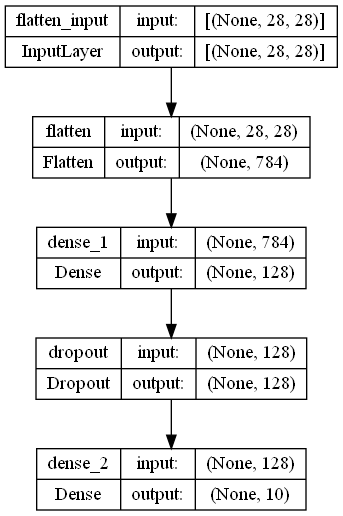 flatten_input input: [(None, 28, 28)]
InputLayer output: [(None, 28, 28)]
flatten input: (None, 28, 28)
Flatten output: (None, 784)
dense_1 input: (None, 784)
Dense output: (None, 128)
dropout input: (None, 128)
Dropout output: (None, 128)
dense_2 input: (None, 128)
Dense output: (None, 10)